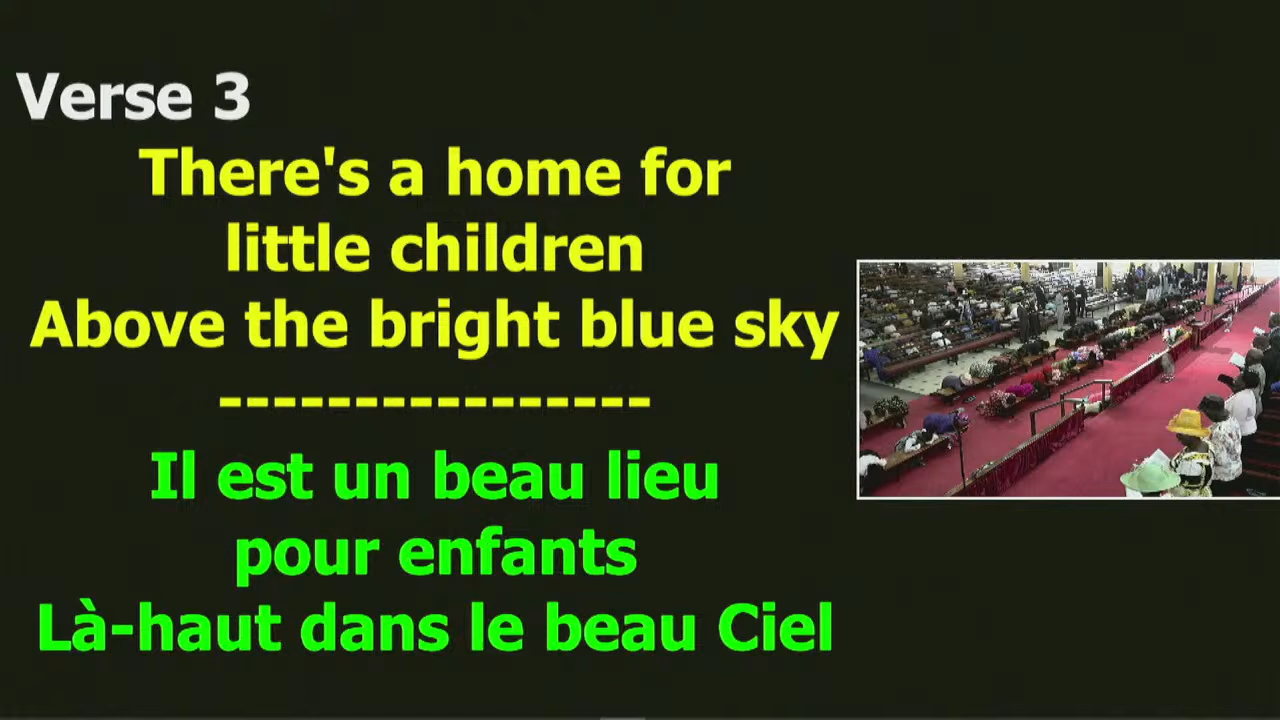 Verse 3
There's a home for
little children
Above the bright blue sky
----------------
Il est un beau lieu
pour enfants
Là-haut dans le beau Ciel